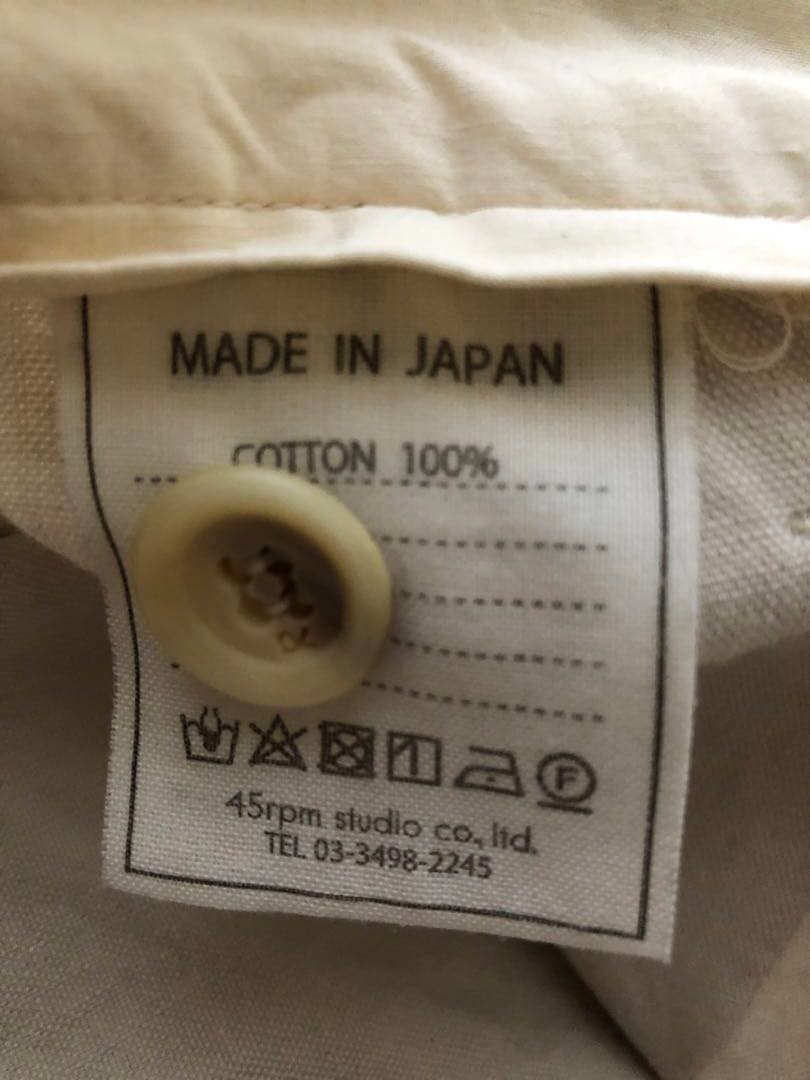 MADE IN JAPAN
COTTON 100%
F
45rpm studio co., ltd.
TEL 03-3498-2245